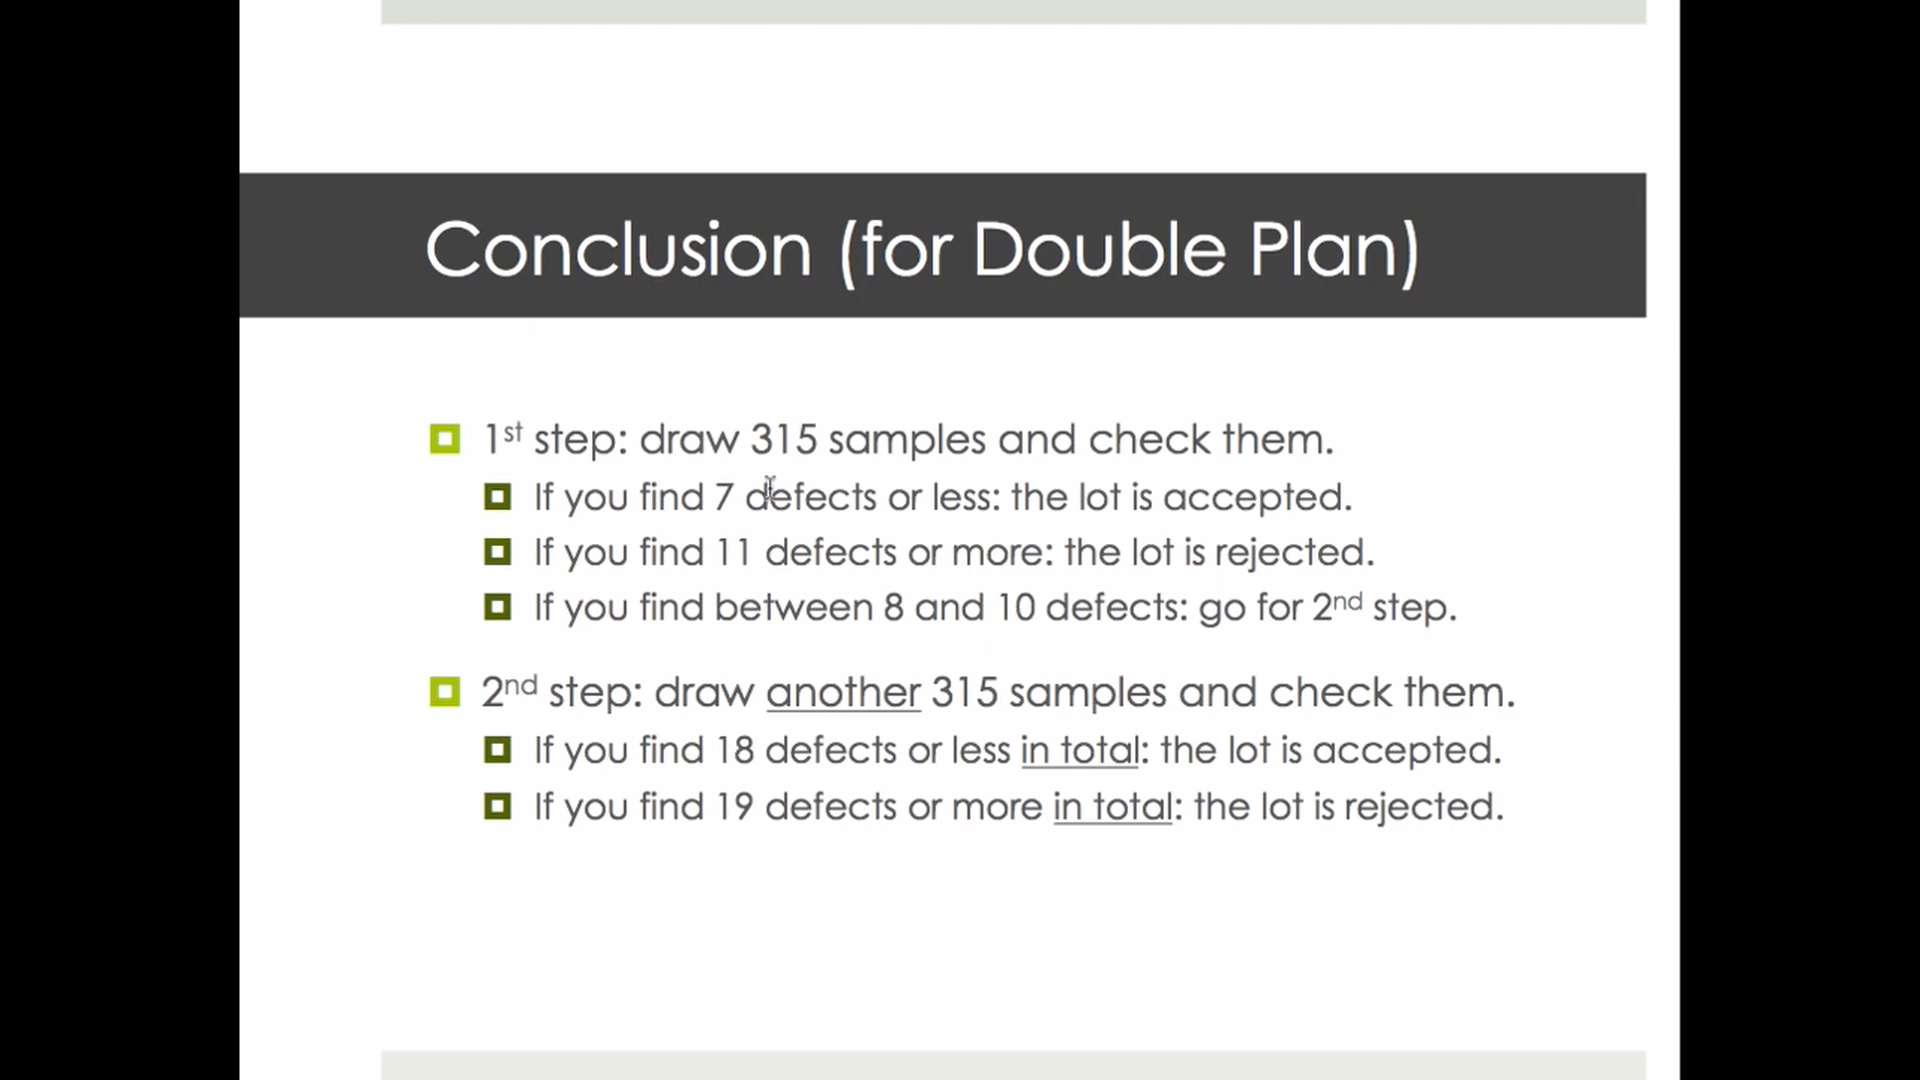 Conclusion (for Double Plan)
1st step: draw 315 samples and check them.
If you find 7 defects or less: the lot is accepted.
If you find 11 defects or more: the lot is rejected.
If you find between 8 and 10 defects: go for 2nd step.
2nd step: draw another 315 samples and check them.
If you find 18 defects or less in total: the lot is accepted.
If you find 19 defects or more in total: the lot is rejected.